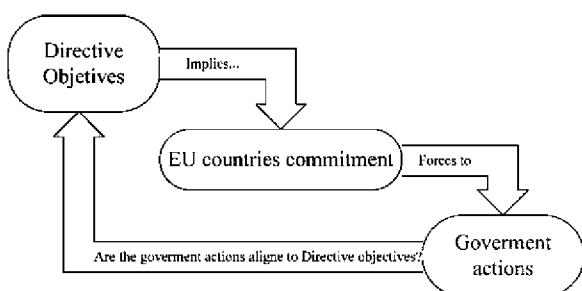 Directive
Objetives
Implies...
EU countries commitment
Forces to
Goverment
actions
Are the goverment actions aligne to Directive objectives?